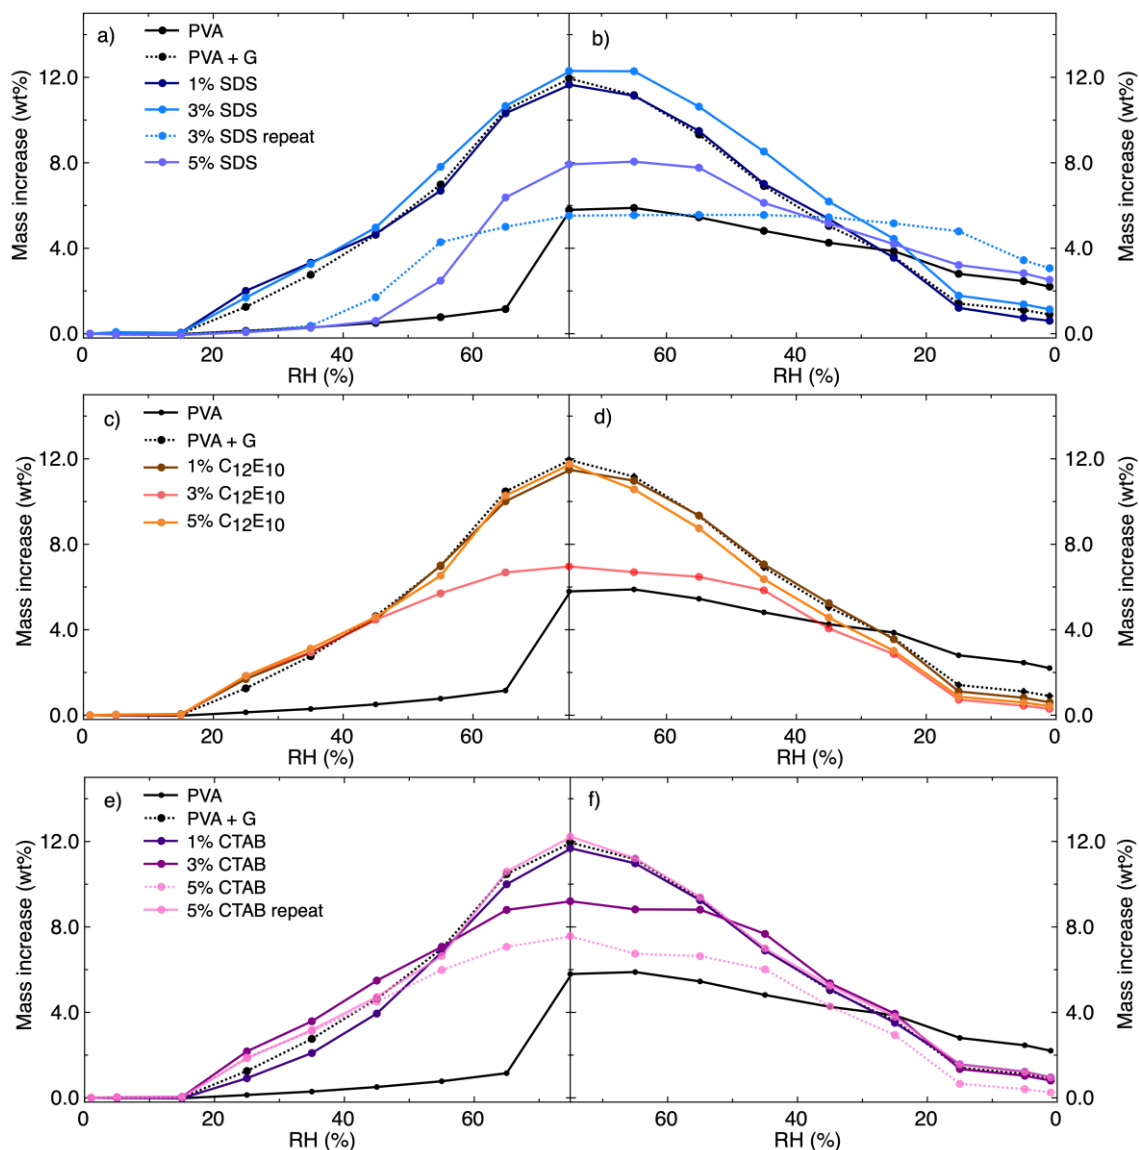 a)
PVA
PVA + G
1% SDS
3% SDS
3% SDS repeat
5% SDS
b)
Mass increase (wt%)
12.0
8.0
4.0
0.0
12.0
8.0
4.0
0.0
Mass increase (wt%)
0 20 40 60 60 40 20 0
RH (%) RH (%)
c)
PVA
PVA + G
1% C12E10
3% C12E10
5% C12E10
d)
Mass increase (wt%)
12.0
8.0
4.0
0.0
12.0
8.0
4.0
0.0
Mass increase (wt%)
0 20 40 60 60 40 20 0
RH (%) RH (%)
e)
PVA
PVA + G
1% CTAB
3% CTAB
5% CTAB
5% CTAB repeat
f)
Mass increase (wt%)
12.0
8.0
4.0
0.0
12.0
8.0
4.0
0.0
Mass increase (wt%)
0 20 40 60 60 40 20 0
RH (%) RH (%)